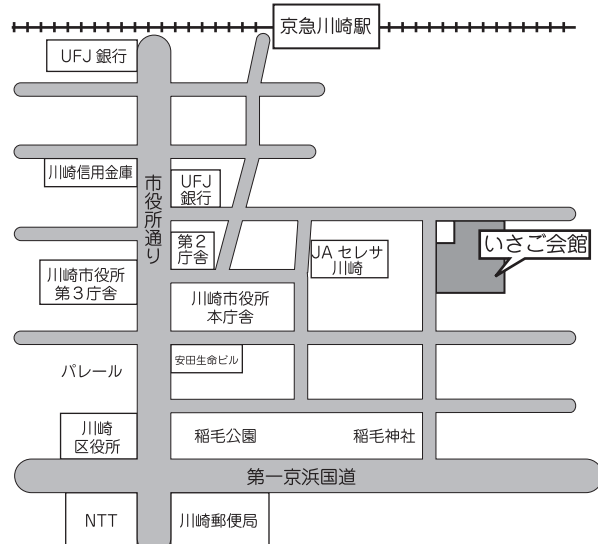 京急川崎駅
UFJ 銀行
川崎信用金庫
市役所通り
UFJ
銀行
第2
庁舎
JA セレサ
川崎
いさご会館
川崎市役所
第3庁舎
川崎市役所
本庁舎
パレール
安田生命ビル
川崎
区役所
稲毛公園
稲毛神社
第一京浜国道
NTT
川崎郵便局